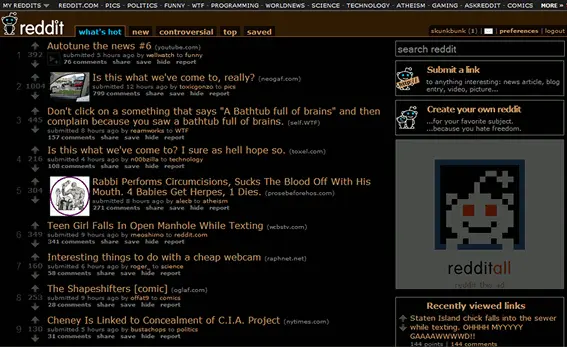 MY REDDITS REDDIT.COM - PICS - POLITICS - FUNNY - WTF - PROGRAMMING - WORLDNEWS - SCIENCE - TECHNOLOGY - ATHEISM - GAMING - ASKREDDIT.COM - COMICS MORE »
reddit what's hot new controversial top saved skunkbunk (1) | preferences | logout
1 392 Autotune the news #6 (youtube.com)
submitted 5 hours ago by wellwatch to funny
76 comments share save hide report
2 1004 Is this what we've come to, really? (neogaf.com)
submitted 12 hours ago by toxicgonzo to pics
799 comments share save hide report
3 445 Don't click on a something that says "A Bathtub full of brains" and then
complain because you saw a bathtub full of brains. (self.WTF)
submitted 8 hours ago by reamworks to WTF
157 comments share save hide report
4 216 Is this what we've come to? I sure as hell hope so. (toxel.com)
submitted 4 hours ago by n00bzilla to technology
108 comments share save hide report
5 304 Rabbi Performs Circumcisions, Sucks The Blood Off With His
Mouth. 4 Babies Get Herpes, 1 Dies. (prosebeforehos.com)
submitted 8 hours ago by alecb to atheism
271 comments share save hide report
6 349 Teen Girl Falls In Open Manhole While Texting (wcbstv.com)
submitted 9 hours ago by meoshimo to reddit.com
341 comments share save hide report
7 160 Interesting things to do with a cheap webcam (raphnet.net)
submitted 6 hours ago by roger_ to science
58 comments share save hide report
8 253 The Shapeshifters [comic] (oglaf.com)
submitted 9 hours ago by offat9 to comics
28 comments share save hide report
9 130 Cheney Is Linked to Concealment of C.I.A. Project (nytimes.com)
submitted 5 hours ago by bustachops to politics
31 comments share save hide report
search reddit
Submit a link
to anything interesting: news article, blog
entry, video, picture...
Create your own reddit
...for your favorite subject.
...because you hate freedom.
redditall
Recently viewed links
Staten Island chick falls into the sewer
while texting. OHHHH MYYYYY
GAAAAWWWWD!!
104 points | 144 comments